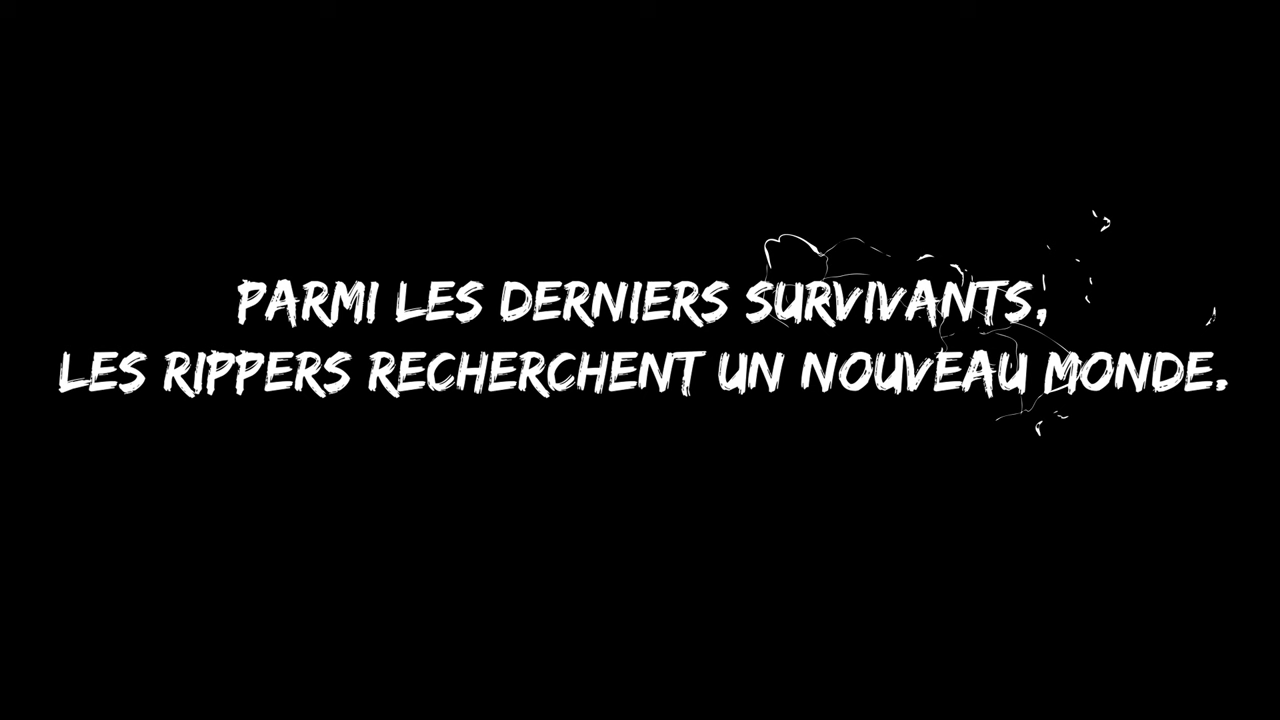 PARMI LES DERNIERS SURVIVANTS,
LES RIPPERS RECHERCHENT UN NOUVEAU MONDE.